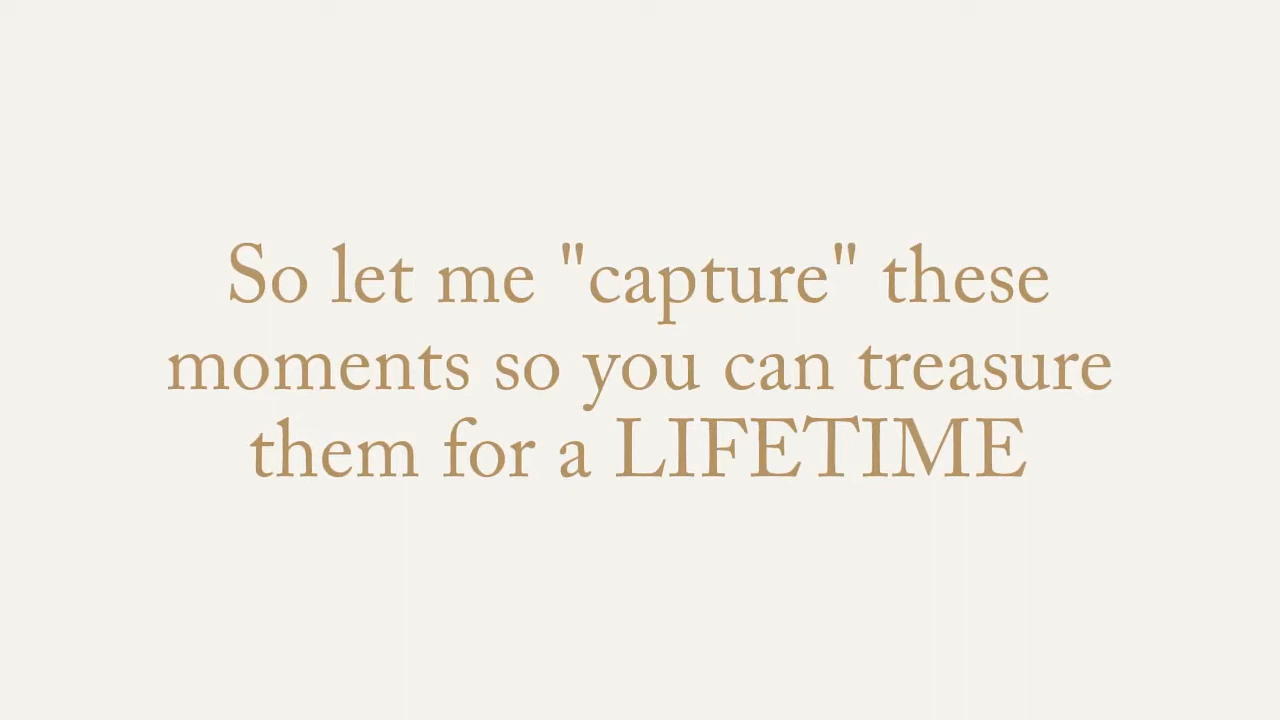 So let me "capture" these
moments so you can treasure
them for a LIFETIME